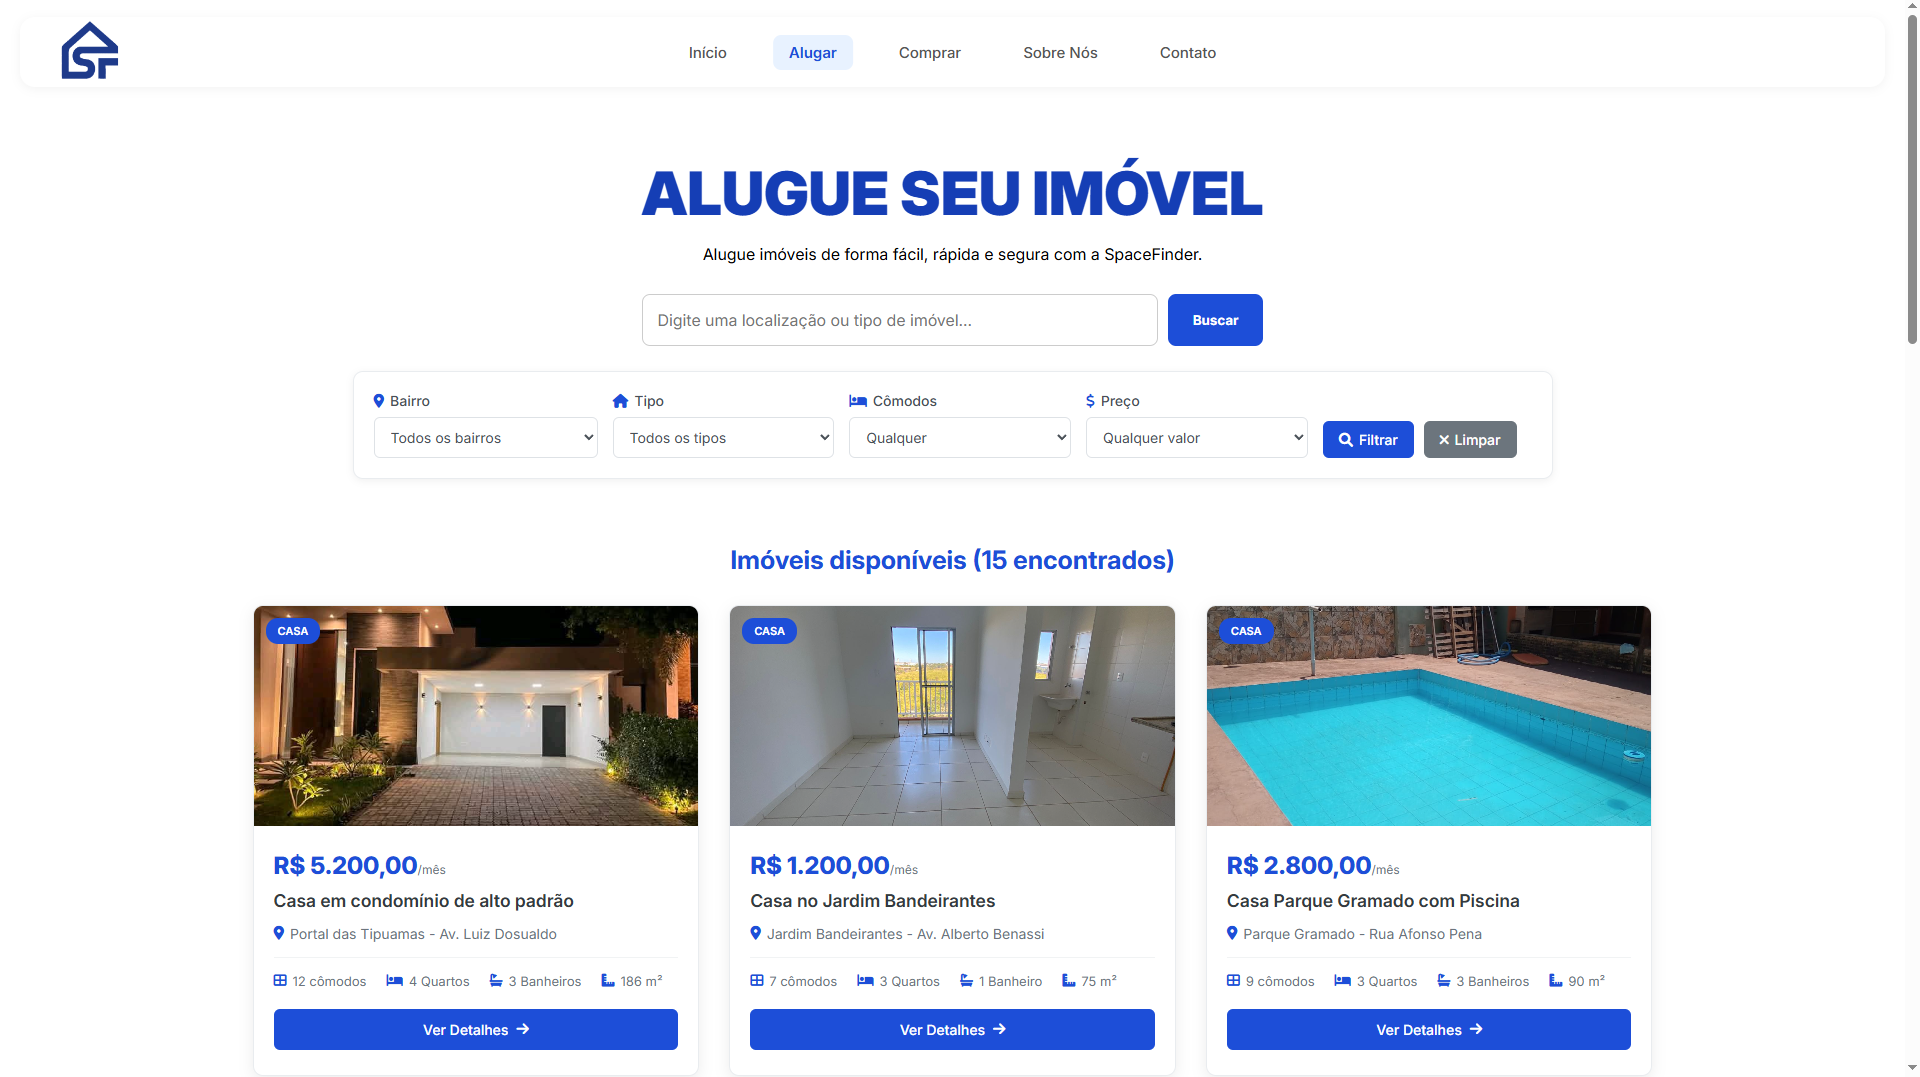 SF
Início Alugar Comprar Sobre Nós Contato
ALUGUE SEU IMÓVEL
Alugue imóveis de forma fácil, rápida e segura com a SpaceFinder.
Digite uma localização ou tipo de imóvel...
Buscar
Bairro Tipo Cômodos Preço
Todos os bairros Todos os tipos Qualquer Qualquer valor Filtrar Limpar
Imóveis disponíveis (15 encontrados)
CASA
R$ 5.200,00/mês
Casa em condomínio de alto padrão
Portal das Tipuamas - Av. Luiz Dosualdo
12 cômodos 4 Quartos 3 Banheiros 186 m²
Ver Detalhes
CASA
R$ 1.200,00/mês
Casa no Jardim Bandeirantes
Jardim Bandeirantes - Av. Alberto Benassi
7 cômodos 3 Quartos 1 Banheiro 75 m²
Ver Detalhes
CASA
R$ 2.800,00/mês
Casa Parque Gramado com Piscina
Parque Gramado - Rua Afonso Pena
9 cômodos 3 Quartos 3 Banheiros 90 m²
Ver Detalhes